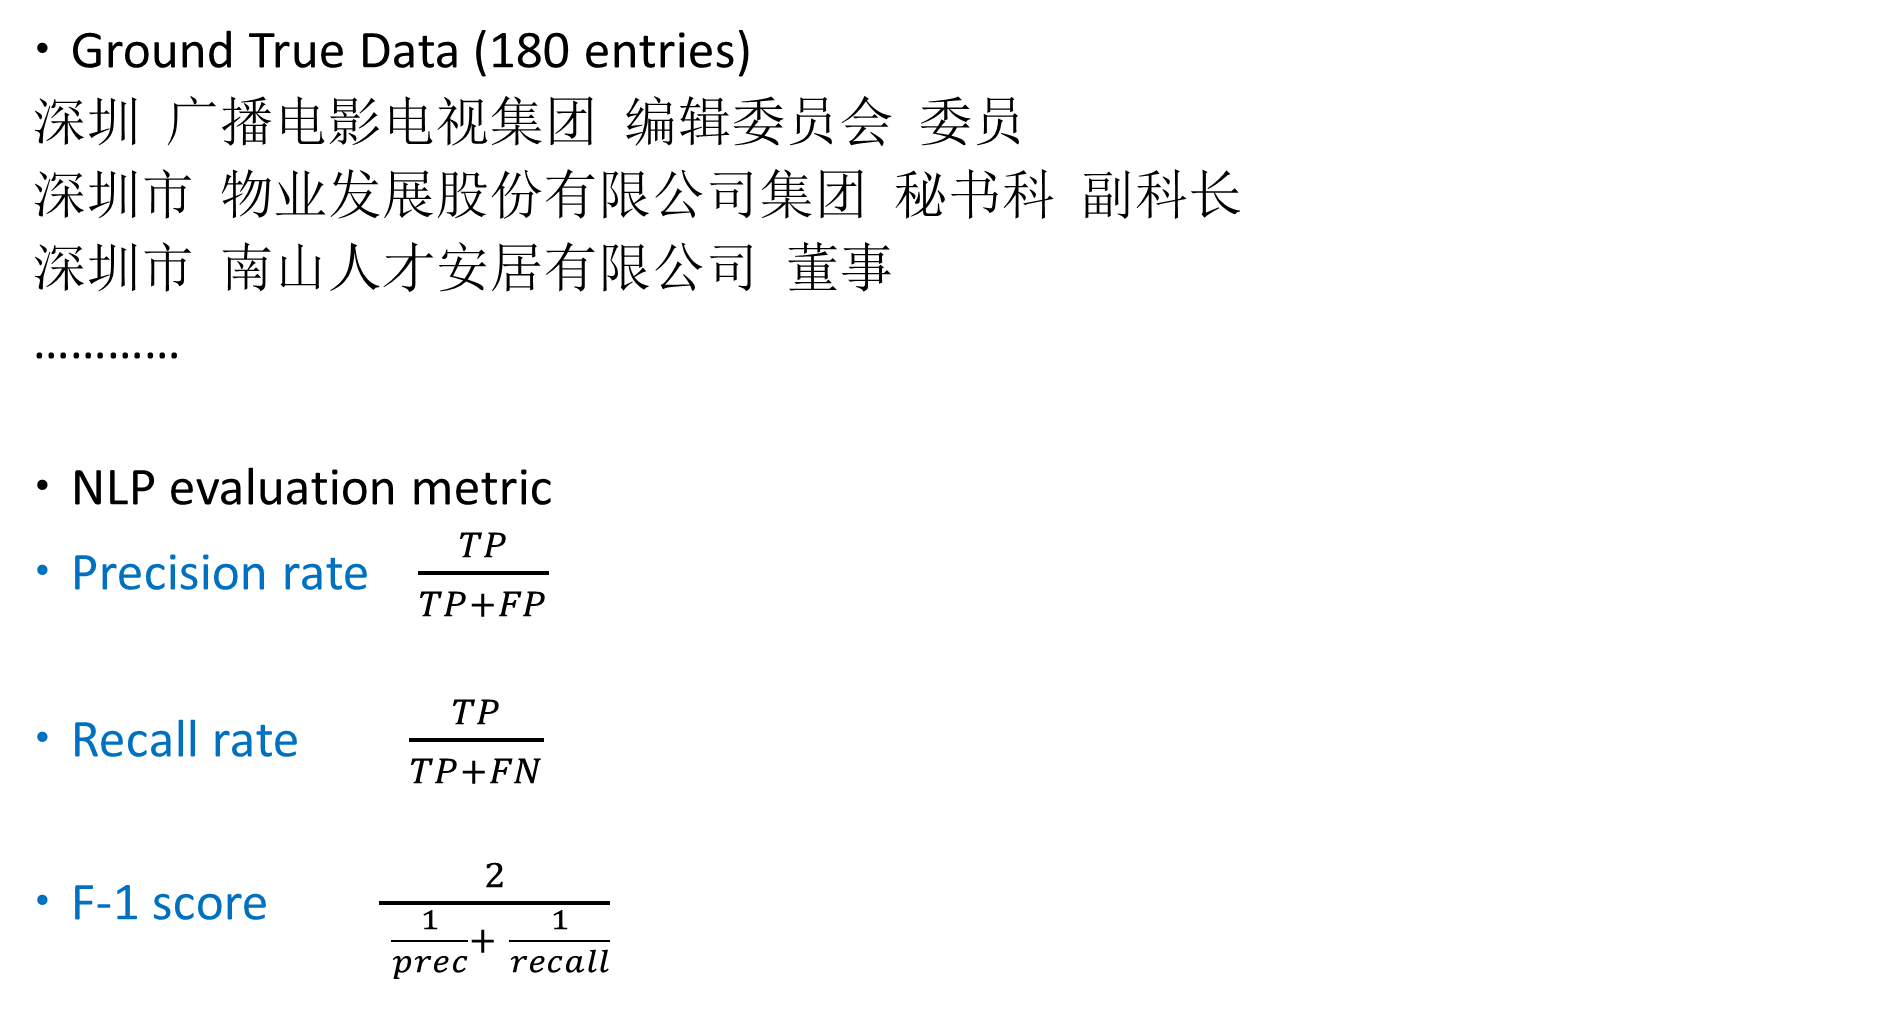 • Ground True Data (180 entries)
深圳 广播电影电视集团 编辑委员会 委员
深圳市 物业发展股份有限公司集团 秘书科 副科长
深圳市 南山人才安居有限公司 董事
…………
• NLP evaluation metric
• Precision rate TP / TP+FP
• Recall rate TP / TP+FN
• F-1 score 2 / 1/prec + 1/recall